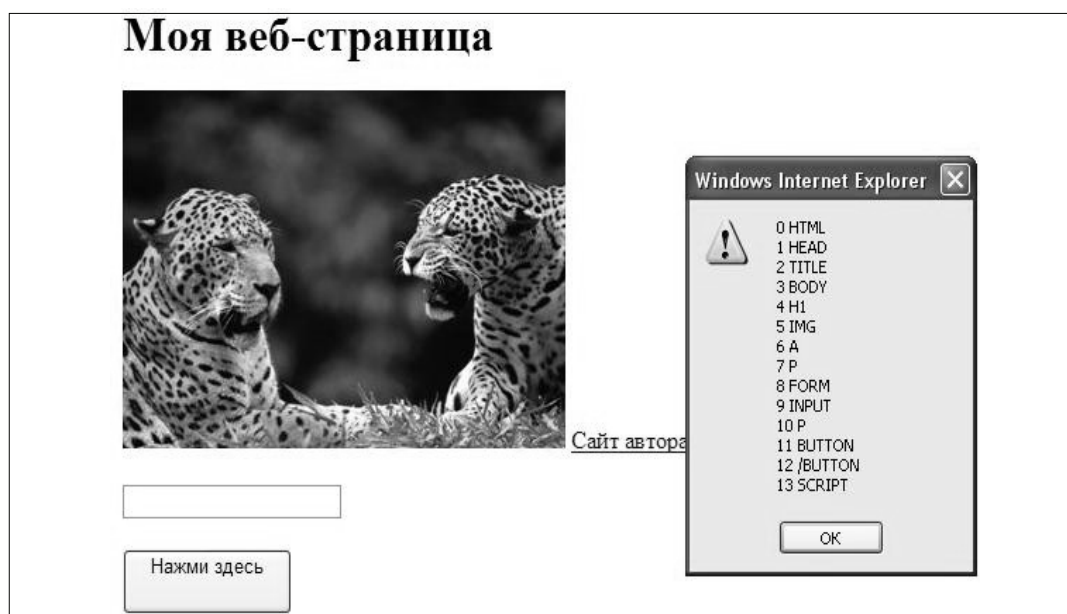 Моя веб-страница
Сайт автора
Нажми здесь
Windows Internet Explorer
0 HTML
1 HEAD
2 TITLE
3 BODY
4 H1
5 IMG
6 A
7 P
8 FORM
9 INPUT
10 P
11 BUTTON
12 /BUTTON
13 SCRIPT
OK